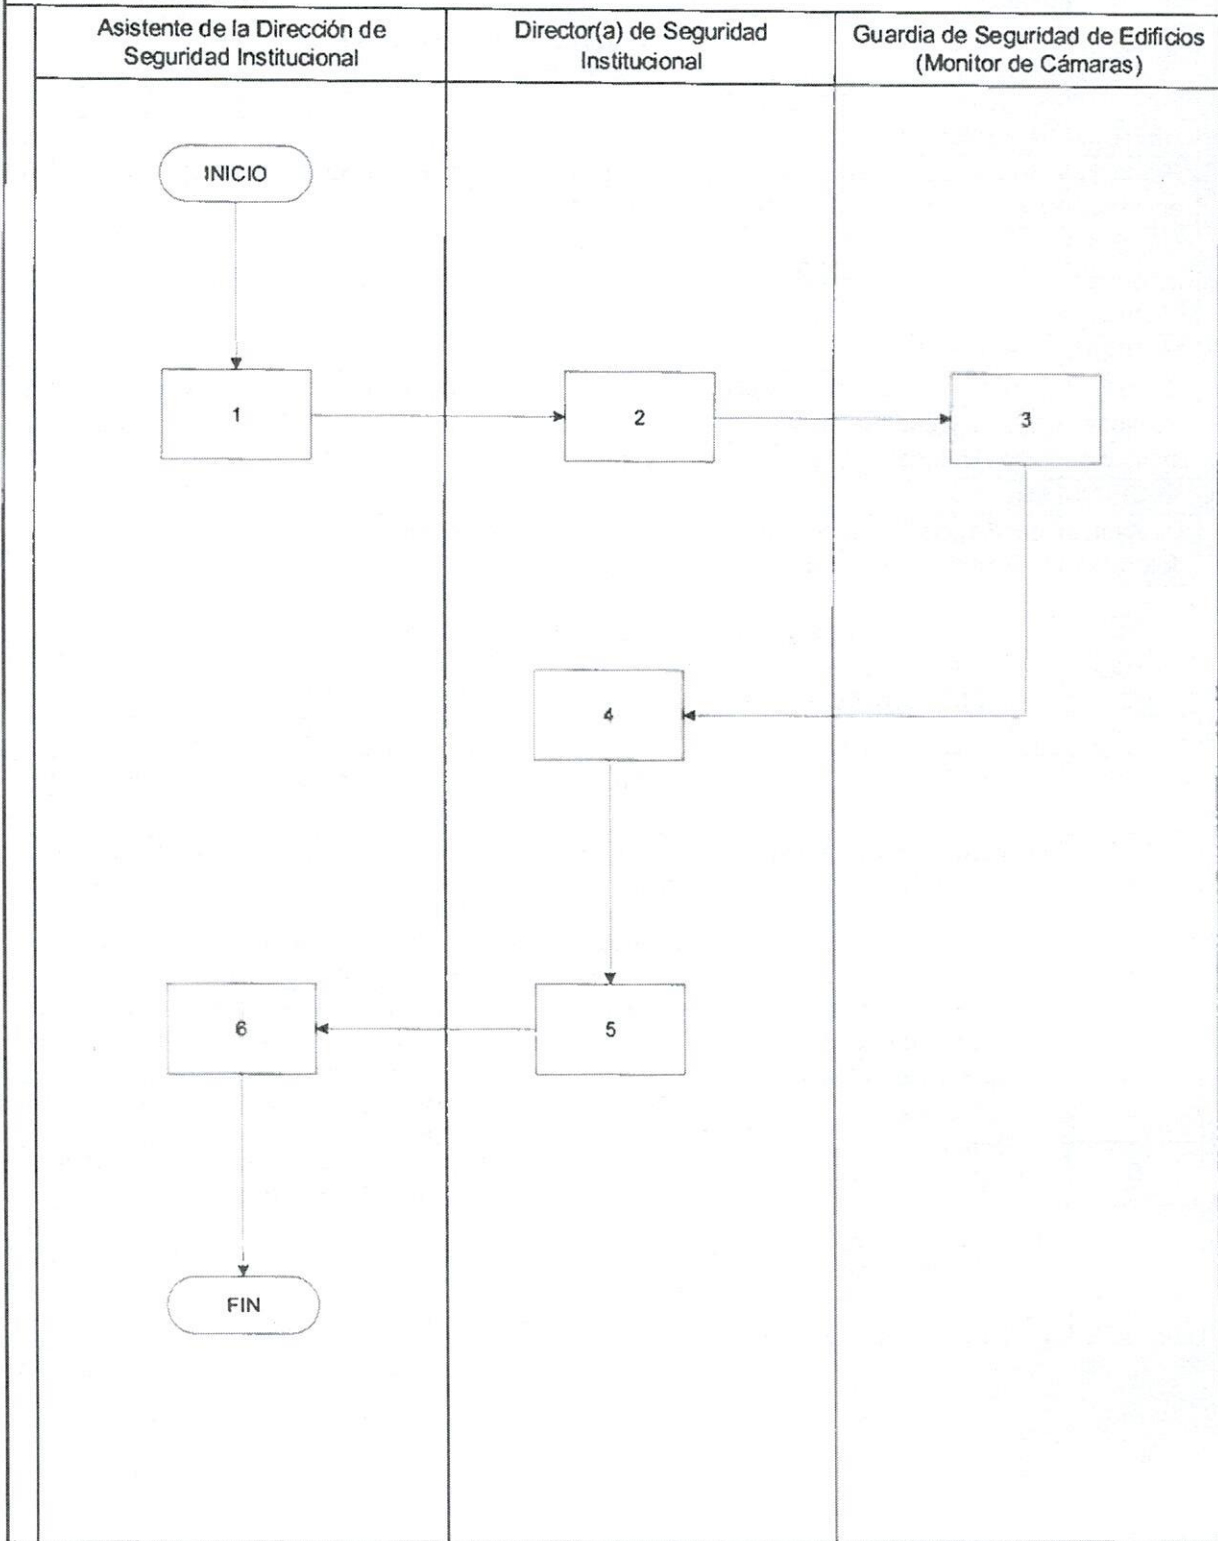 Asistente de la Dirección de
Seguridad Institucional
Director(a) de Seguridad
Institucional
Guardia de Seguridad de Edificios
(Monitor de Cámaras)
INICIO
1
2
3
4
6
5
FIN